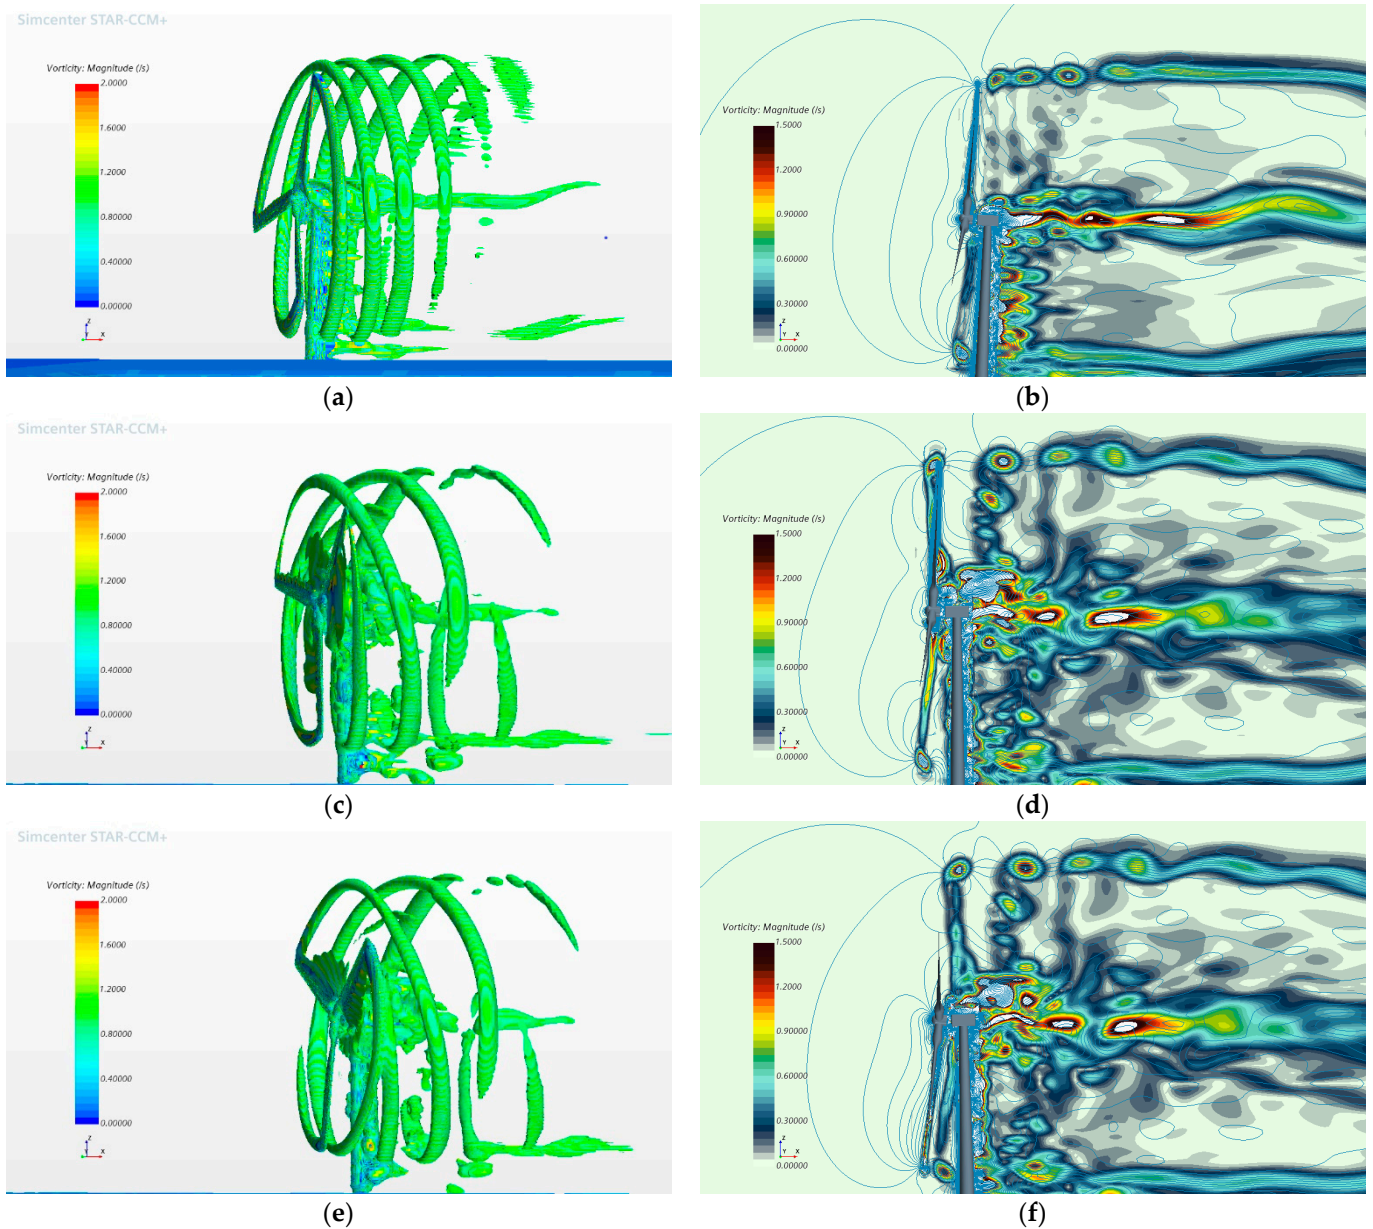 Simcenter STAR-CCM+
Vorticity: Magnitude (/s)
2.0000
1.6000
1.2000
0.80000
0.40000
0.00000
Z
Y X
(a)
Vorticity: Magnitude (/s)
1.5000
1.2000
0.90000
0.60000
0.30000
0.00000
Z
Y X
(b)
Simcenter STAR-CCM+
Vorticity: Magnitude (/s)
2.0000
1.6000
1.2000
0.80000
0.40000
0.00000
Z
Y X
(c)
Vorticity: Magnitude (/s)
1.5000
1.2000
0.90000
0.60000
0.30000
0.00000
Z
Y X
(d)
Simcenter STAR-CCM+
Vorticity: Magnitude (/s)
2.0000
1.6000
1.2000
0.80000
0.40000
0.00000
Z
Y X
(e)
Vorticity: Magnitude (/s)
1.5000
1.2000
0.90000
0.60000
0.30000
0.00000
Z
Y X
(f)